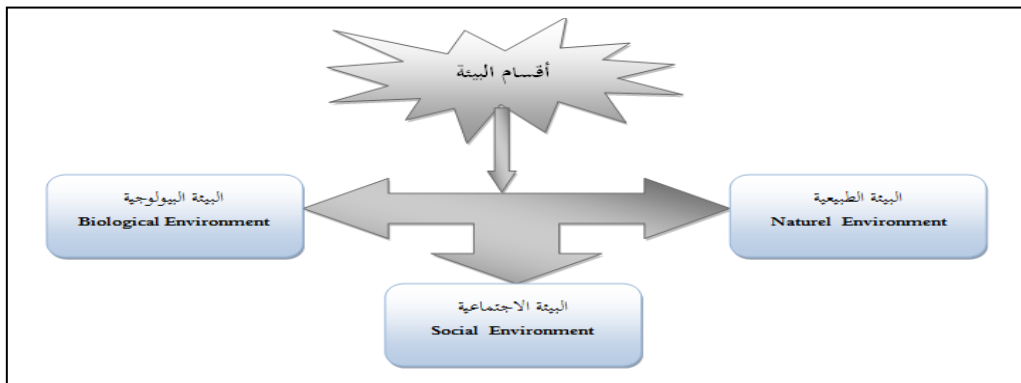 أقسام البيئة
البيئة الطبيعية
Naturel Environment
البيئة البيولوجية
Biological Environment
البيئة الاجتماعية
Social Environment